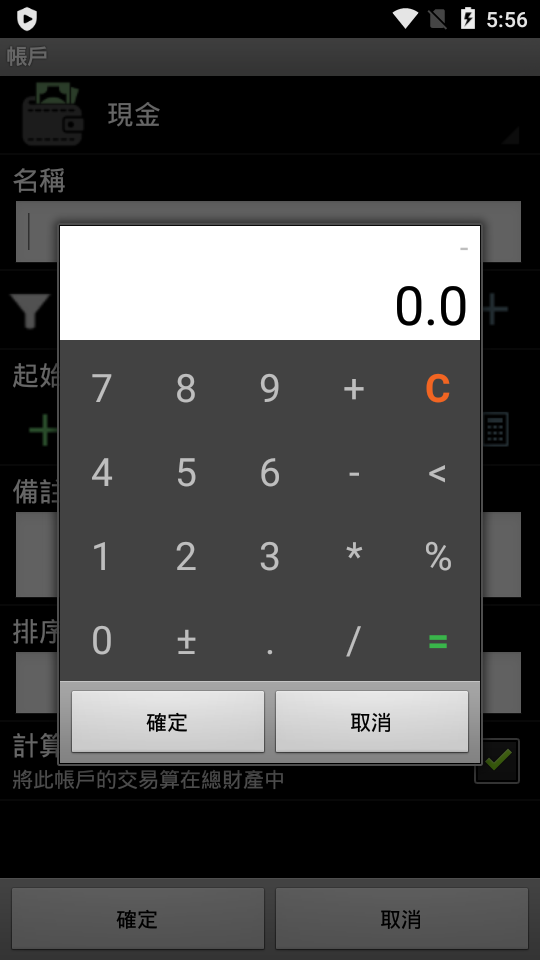 5:56
帳戶
現金
名稱
-
0.0
起始
7 8 9 + C
4 5 6 - <
備註
1 2 3 * %
排序
0 ± . / =
確定 取消
計算
將此帳戶的交易算在總財產中
確定 取消